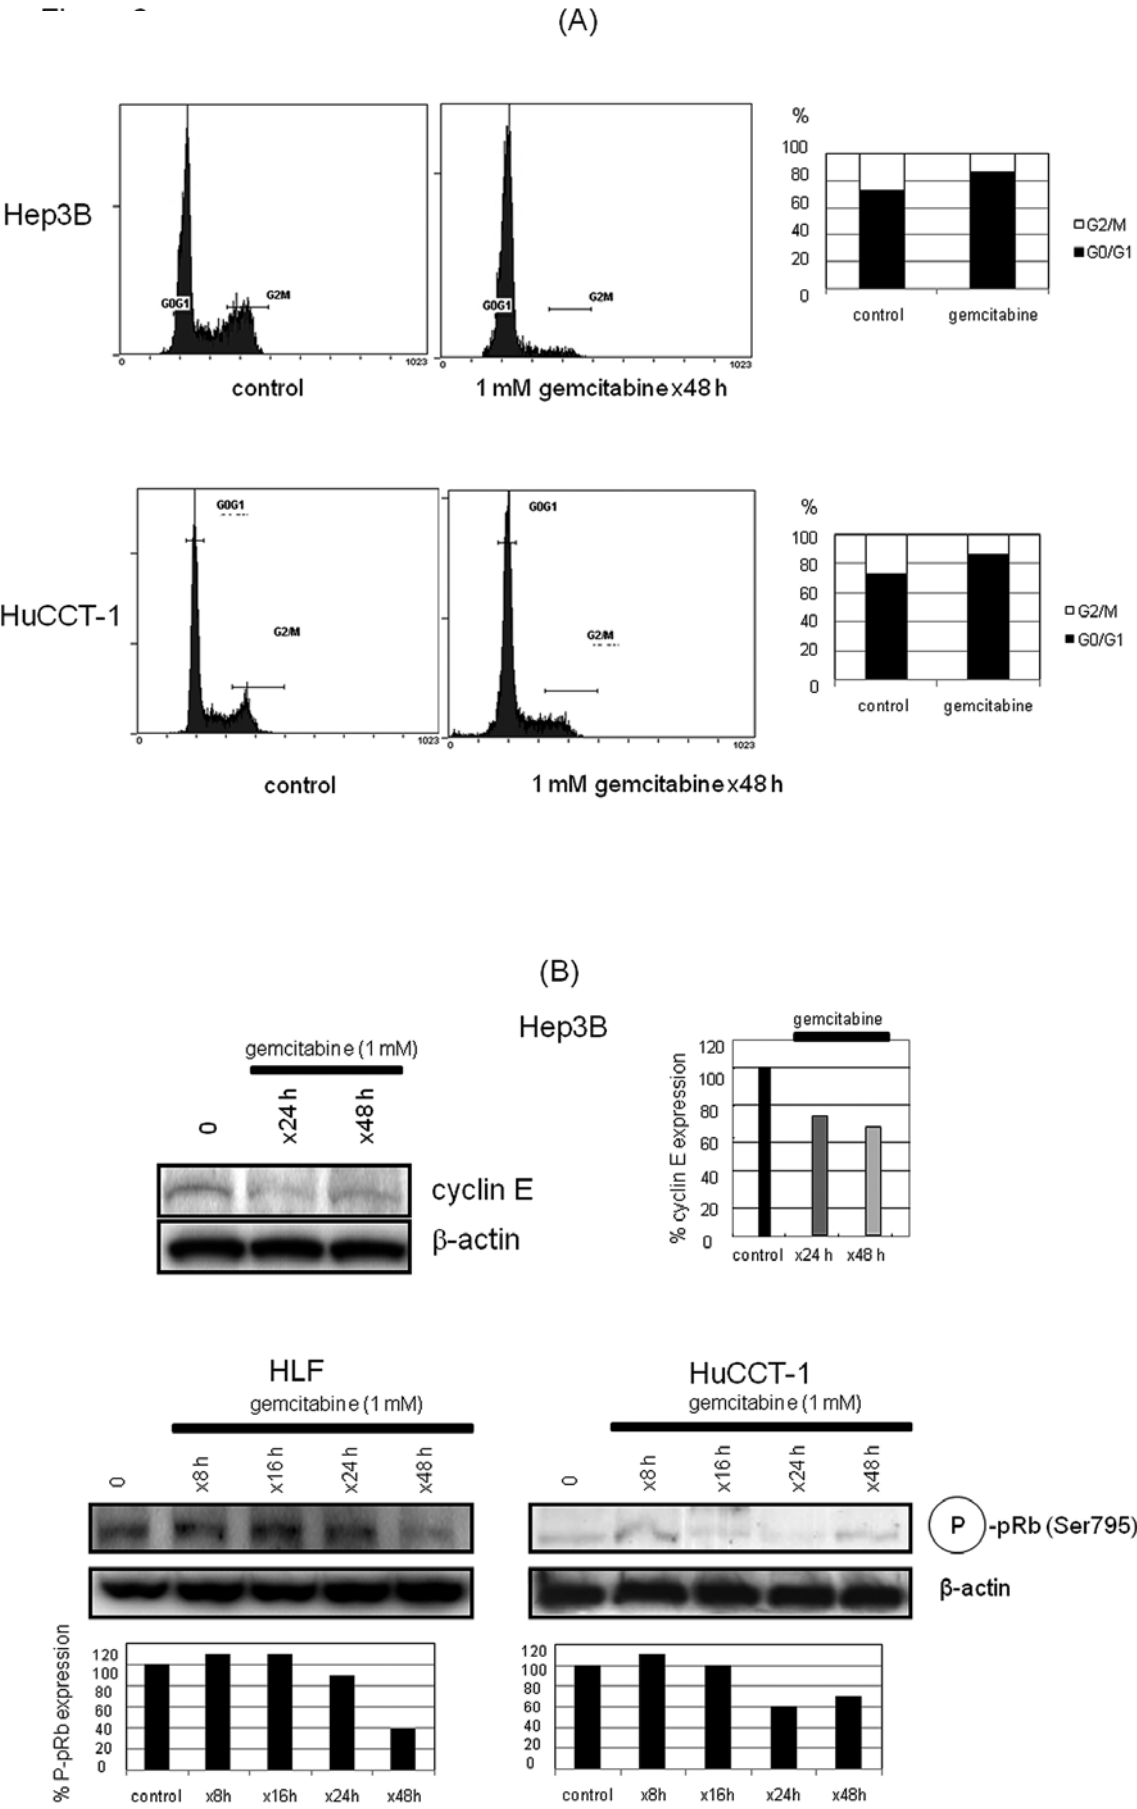 (A)
Hep3B
G0G1
G2M
0
1023
control
G0G1
G2M
0
1023
1 mM gemcitabine x48 h
%
100
80
60
40
20
0
control
gemcitabine
G2/M
G0/G1
HuCCT-1
G0G1
G2/M
0
1023
control
G0G1
G2/M
0
1023
1 mM gemcitabine x48 h
%
100
80
60
40
20
0
control
gemcitabine
G2/M
G0/G1
(B)
Hep3B
gemcitabine (1 mM)
0
x24 h
x48 h
cyclin E
β-actin
gemcitabine
% cyclin E expression
120
100
80
60
40
20
0
control
x24 h
x48 h
HLF
gemcitabine (1 mM)
0
x8 h
x16 h
x24 h
x48 h
HuCCT-1
gemcitabine (1 mM)
0
x8 h
x16 h
x24 h
x48 h
P -pRb (Ser795)
β-actin
% P-pRb expression
120
100
80
60
40
20
0
control
x8h
x16h
x24h
x48h
120
100
80
60
40
20
0
control
x8h
x16h
x24h
x48h